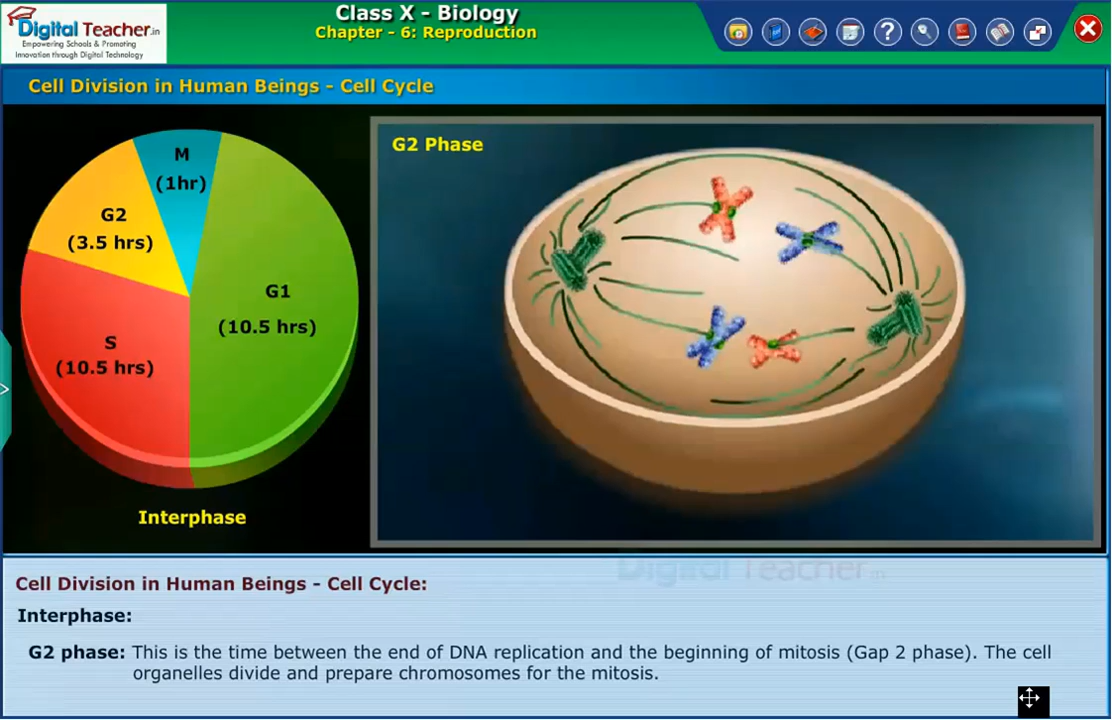 Digital Teacher.in
Empowering Schools & Promoting
Innovation through Digital Technology
Class X - Biology
Chapter - 6: Reproduction
?
Cell Division in Human Beings - Cell Cycle
M
(1hr)
G2
(3.5 hrs)
G1
(10.5 hrs)
S
(10.5 hrs)
Interphase
G2 Phase
Digital Teacher.in
Cell Division in Human Beings - Cell Cycle:
Interphase:
G2 phase: This is the time between the end of DNA replication and the beginning of mitosis (Gap 2 phase). The cell
organelles divide and prepare chromosomes for the mitosis.